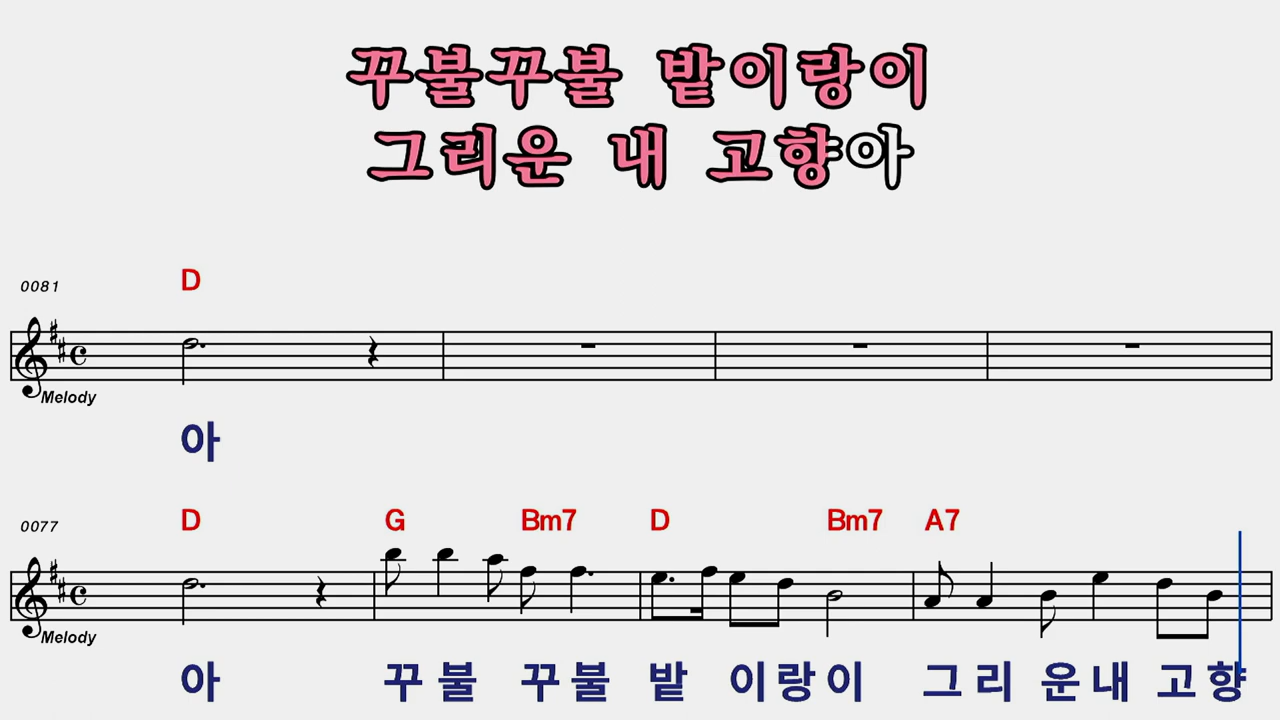 꾸불꾸불 밭이랑이
그리운 내 고향아
0081
D
Melody
아
0077
D G Bm7 D Bm7 A7
Melody
아 꾸 불 꾸 불 밭 이 랑 이 그 리 운 내 고 향